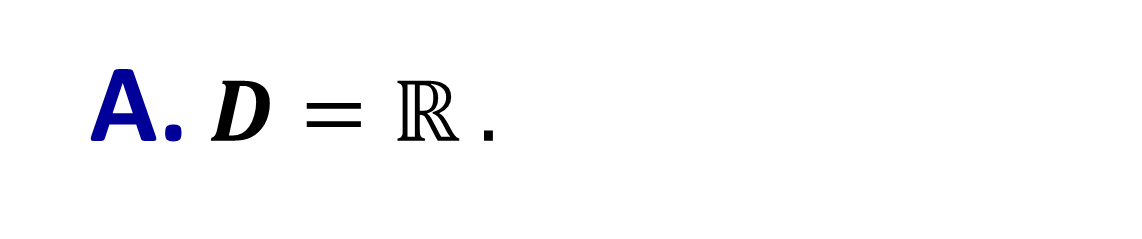 A. D = ℝ .